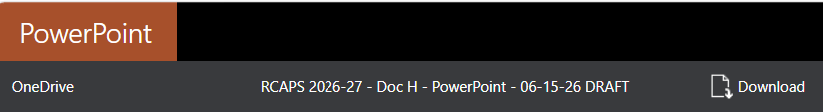 PowerPoint
OneDrive RCAPS 2026-27 - Doc H - PowerPoint - 06-15-26 DRAFT Download